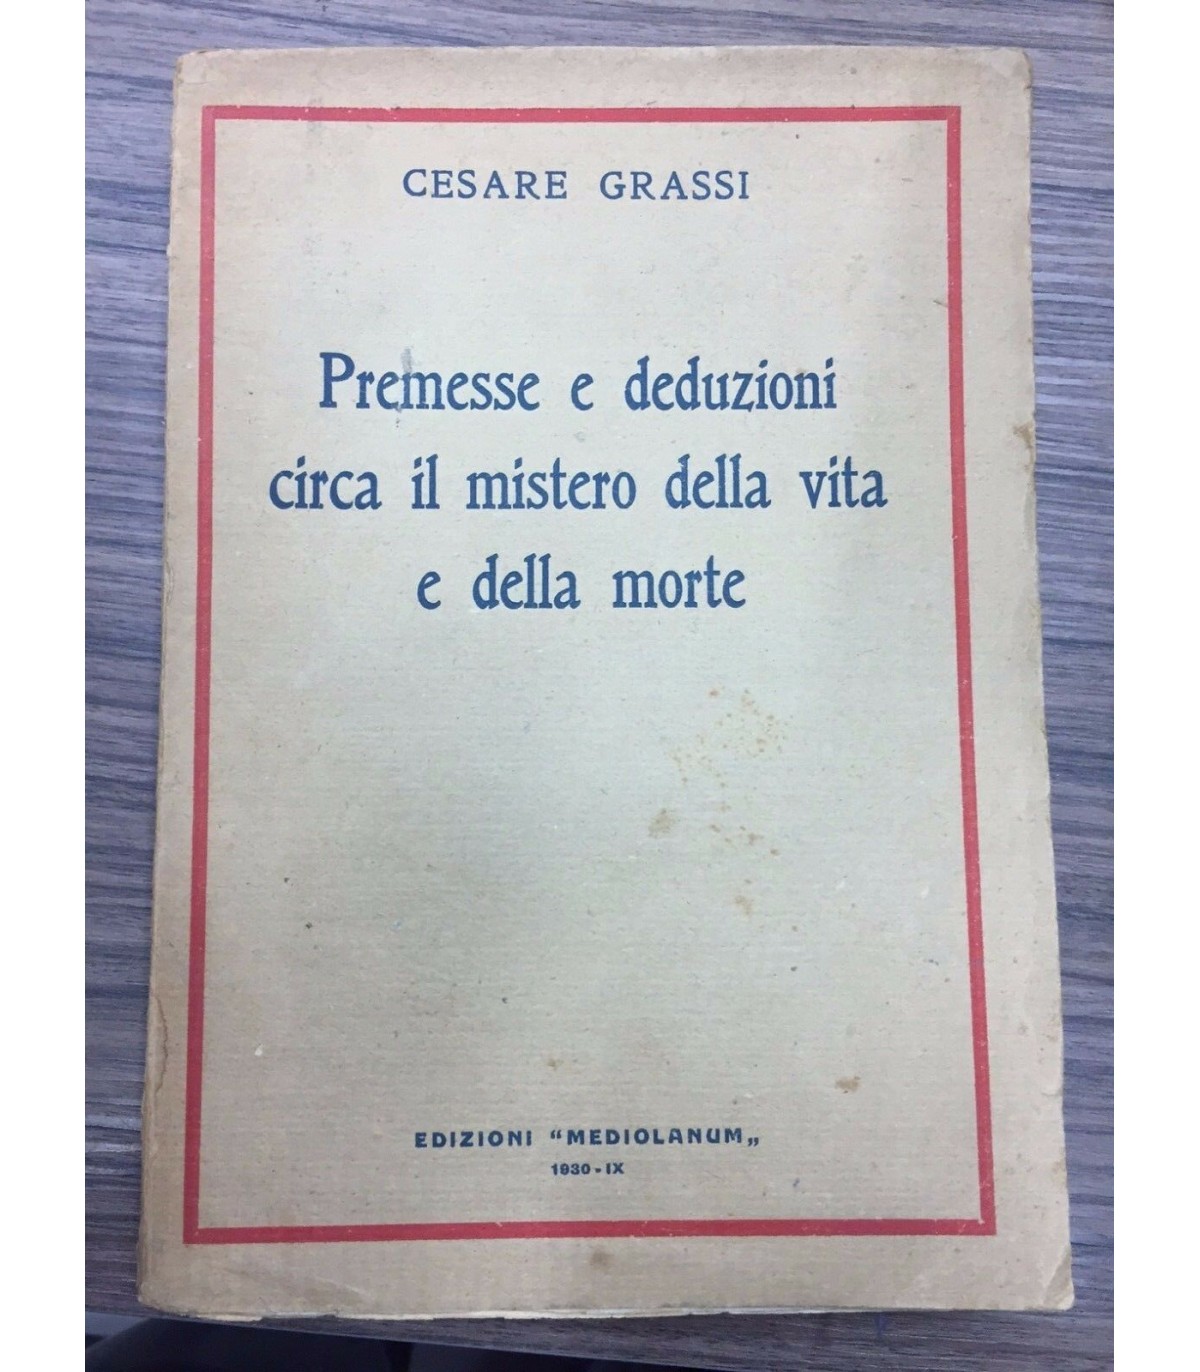 CESARE GRASSI
Premesse e deduzioni
circa il mistero della vita
e della morte
EDIZIONI "MEDIOLANUM„
1930 - IX